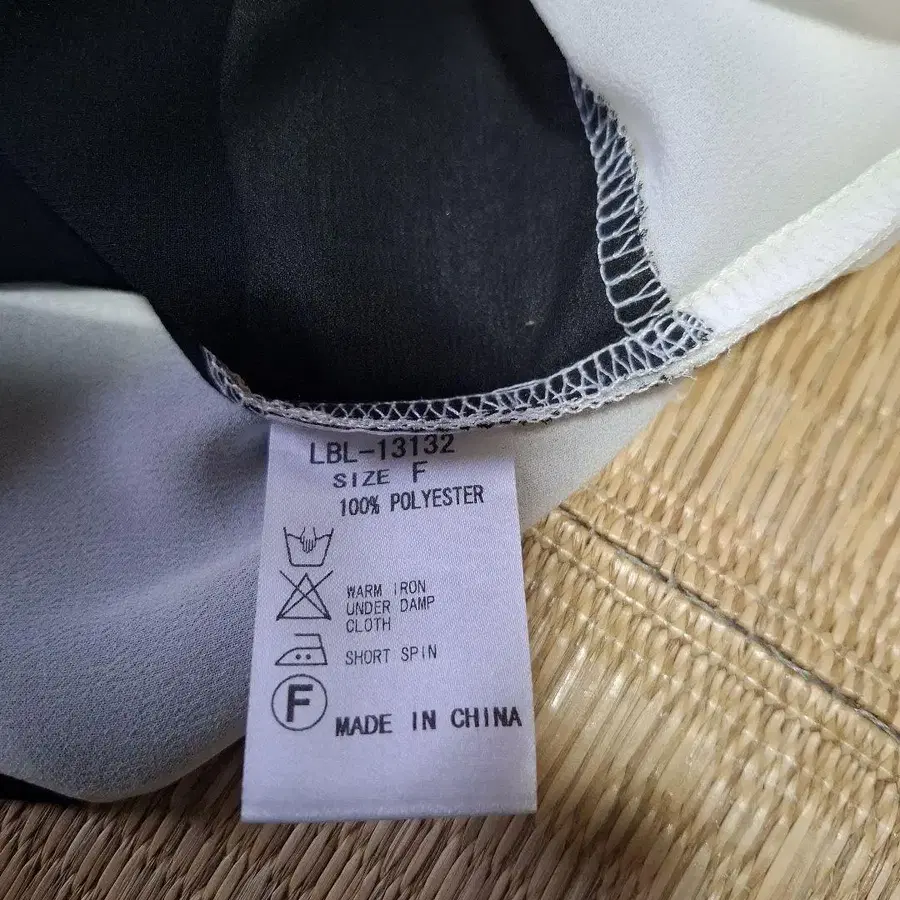 LBL-13132
SIZE F
100% POLYESTER
WARM IRON
UNDER DAMP
CLOTH
SHORT SPIN
F
MADE IN CHINA